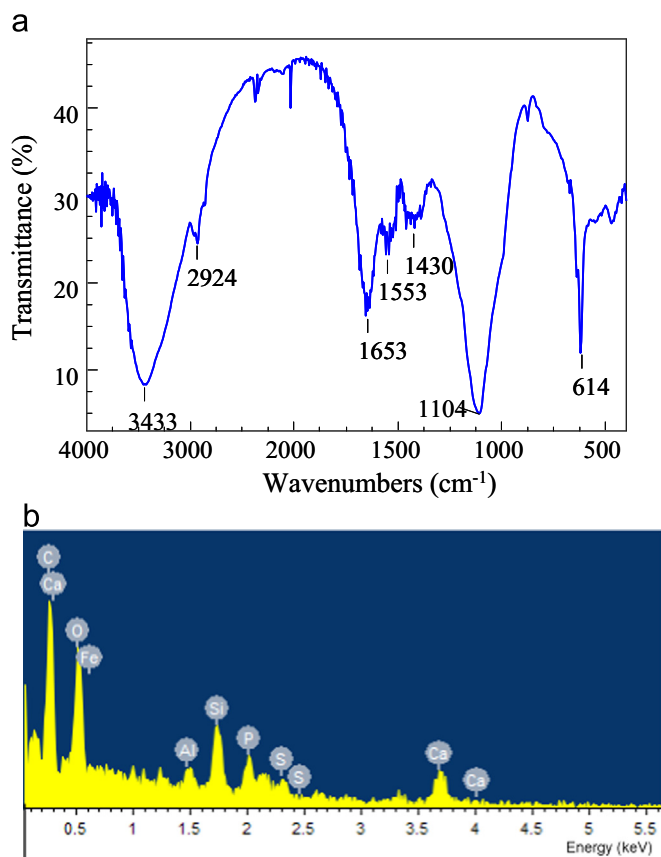 a
Transmittance (%)
40
30
20
10
2924
3433
1653
1553
1430
1104
614
4000 3000 2000 1500 1000 500
Wavenumbers (cm-1)
b
C
Ca
O
Fe
Al
Si
P
S
S
Ca
Ca
0.5 1 1.5 2 2.5 3 3.5 4 4.5 5 5.5
Energy (keV)